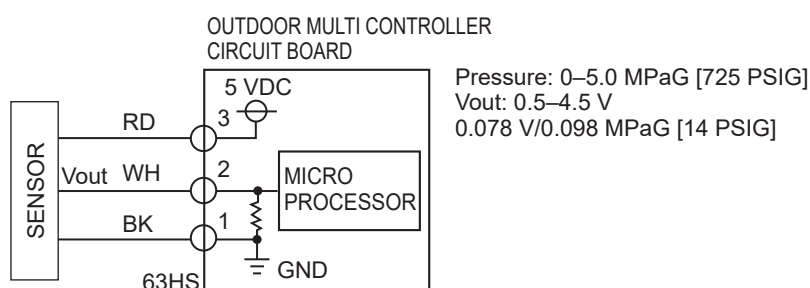 OUTDOOR MULTI CONTROLLER
CIRCUIT BOARD
Pressure: 0–5.0 MPaG [725 PSIG]
Vout: 0.5–4.5 V
0.078 V/0.098 MPaG [14 PSIG]
5 VDC
RD
3
SENSOR
Vout
WH
2
MICRO
PROCESSOR
BK
1
GND
63HS